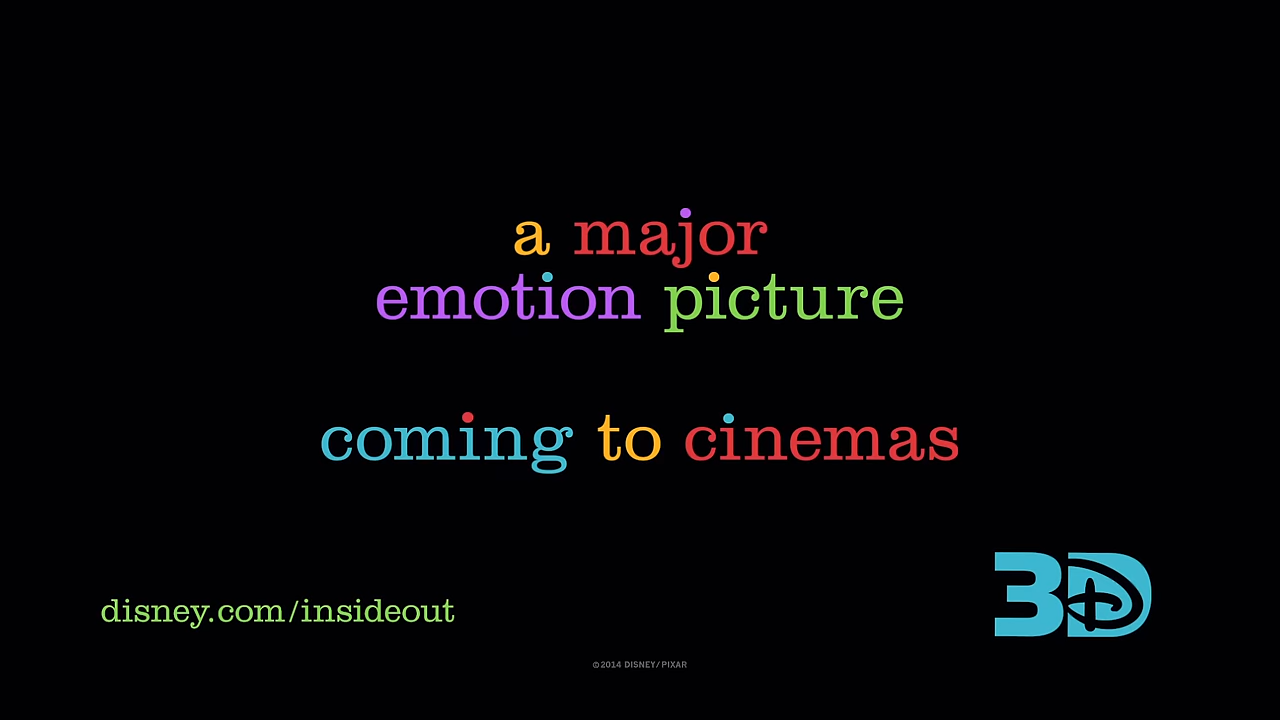 a major
emotion picture
coming to cinemas
disney.com/insideout
3D
©2014 DISNEY/PIXAR